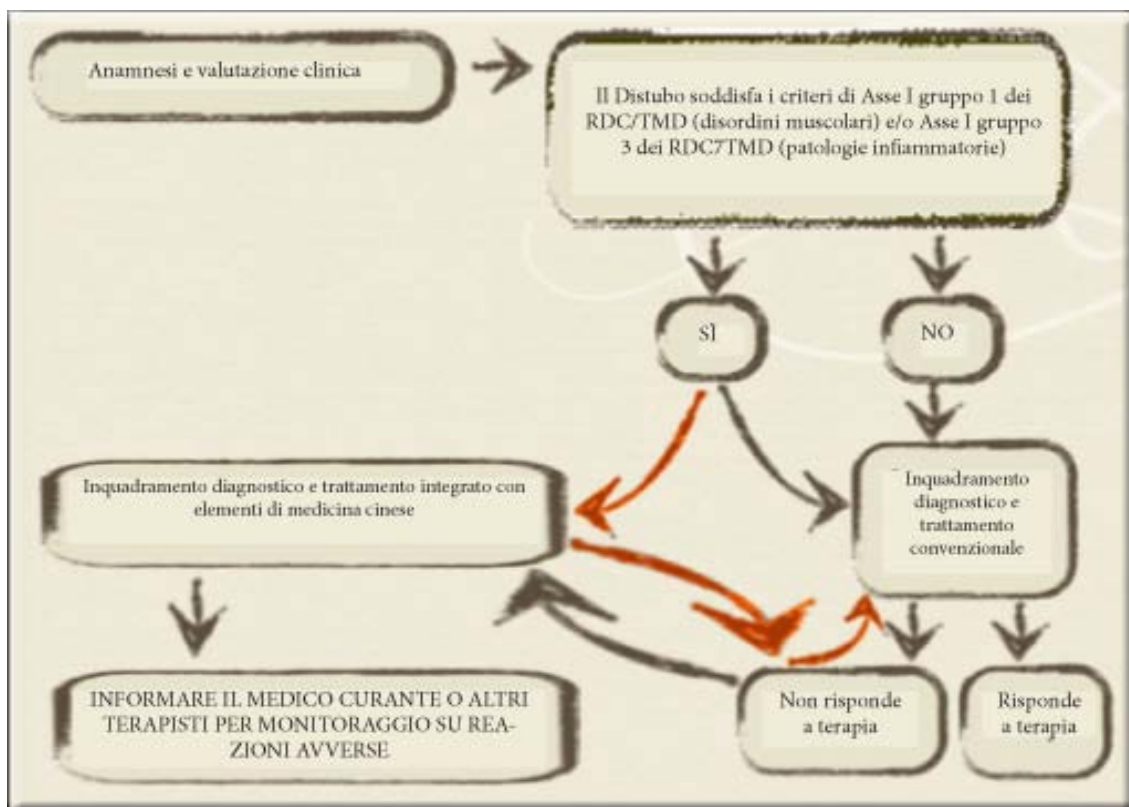 Anamnesi e valutazione clinica
Il Distubo soddisfa i criteri di Asse I gruppo 1 dei
RDC/TMD (disordini muscolari) e/o Asse I gruppo
3 dei RDC7TMD (patologie infiammatorie)
SÌ
NO
Inquadramento diagnostico e trattamento integrato con
elementi di medicina cinese
Inquadramento
diagnostico e
trattamento
convenzionale
INFORMARE IL MEDICO CURANTE O ALTRI
TERAPISTI PER MONITORAGGIO SU REA-
ZIONI AVVERSE
Non risponde
a terapia
Risponde
a terapia